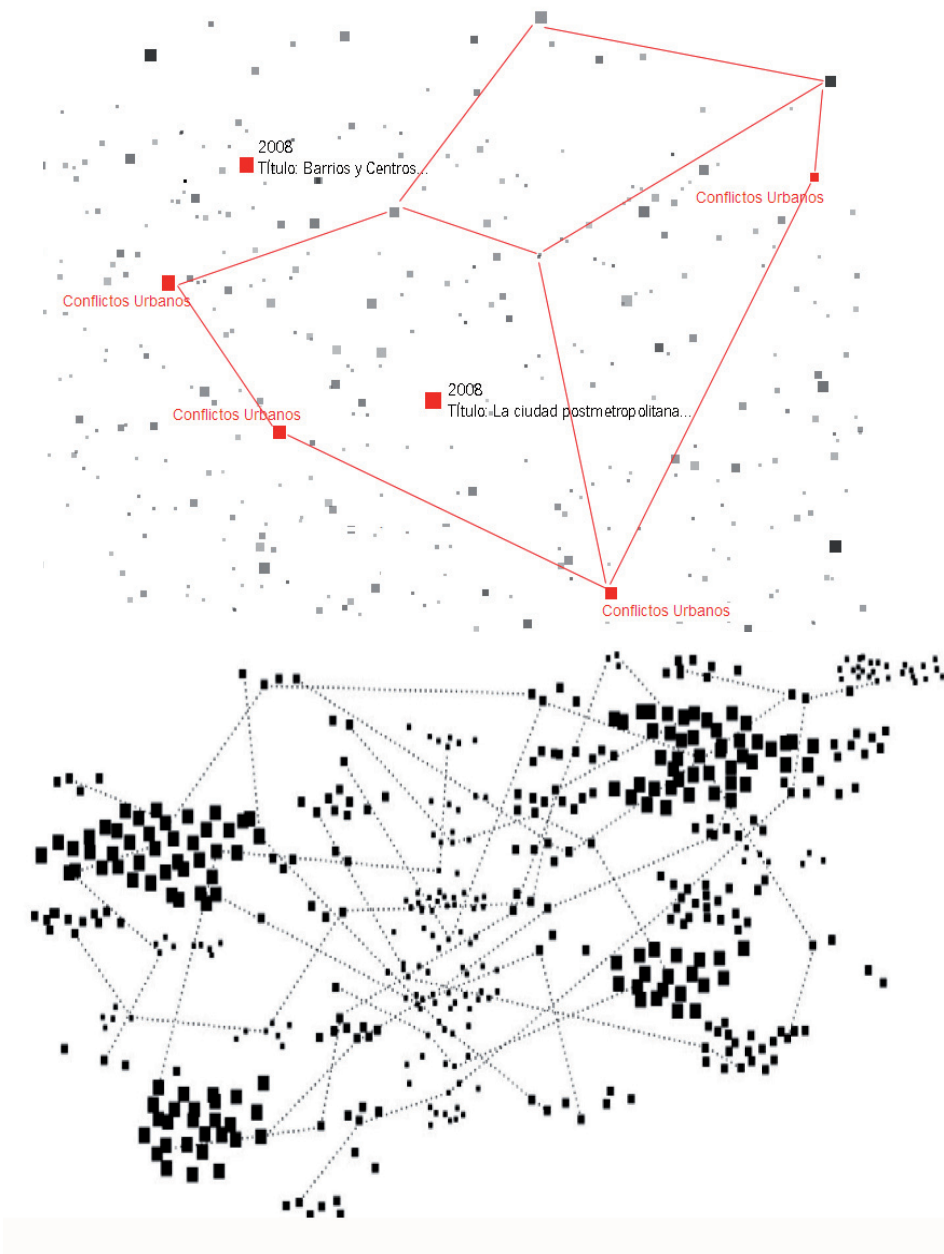 2008
Título: Barrios y Centros...
Conflictos Urbanos
Conflictos Urbanos
2008
Título: La ciudad postmetropolitana...
Conflictos Urbanos
Conflictos Urbanos